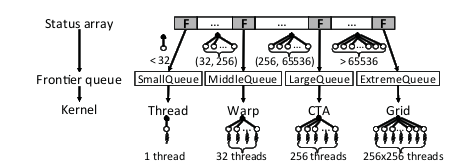 Status array
F ... F ... F ... F
< 32 (32, 256) (256, 65536) > 65536
Frontier queue SmallQueue MiddleQueue LargeQueue ExtremeQueue
Kernel Thread Warp CTA Grid
1 thread 32 threads 256 threads 256x256 threads